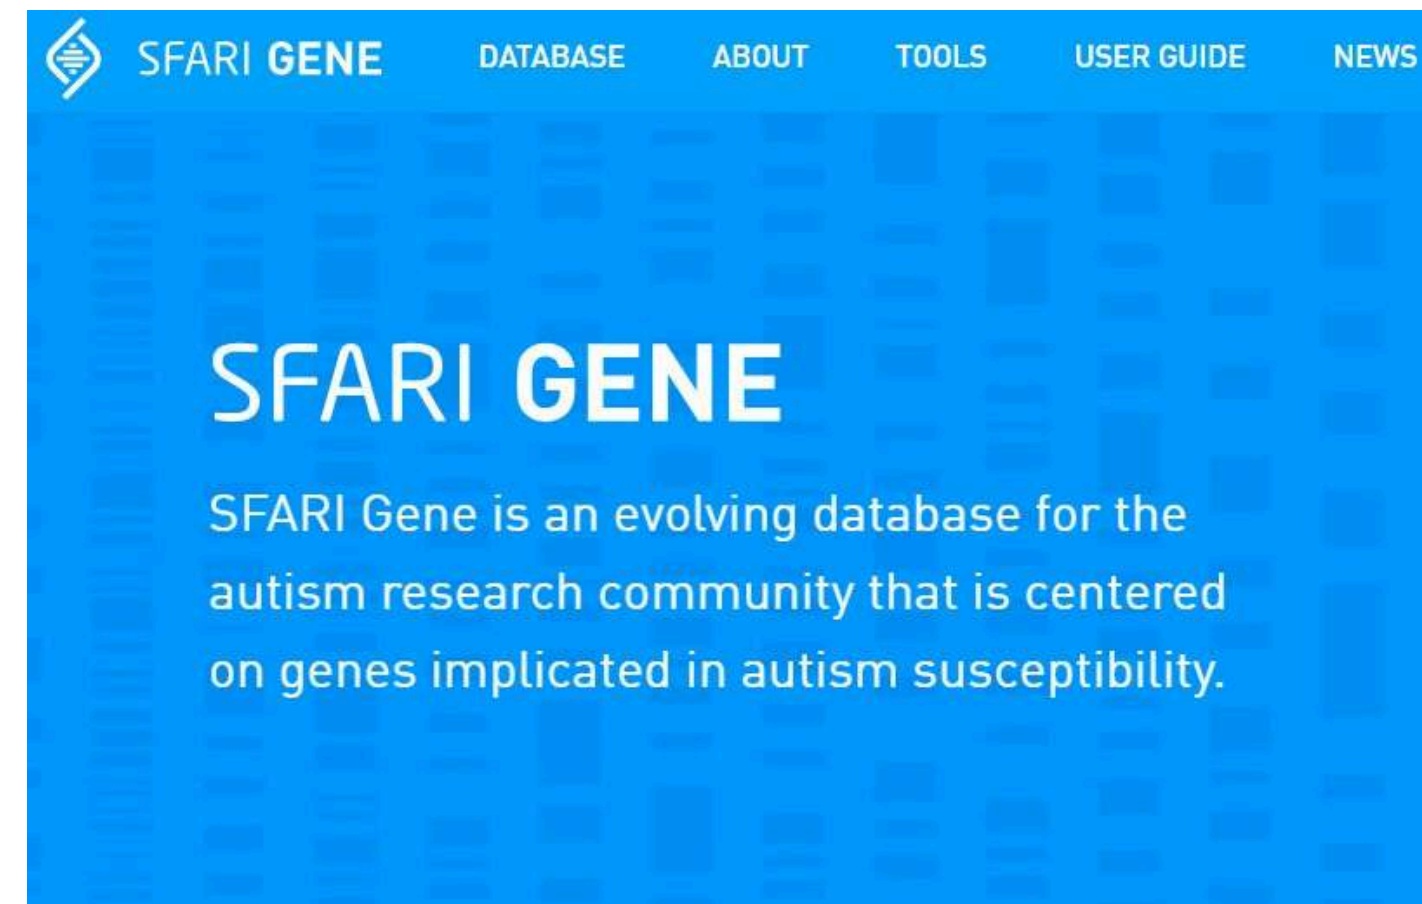 SFARI GENE DATABASE ABOUT TOOLS USER GUIDE NEWS
SFARI GENE
SFARI Gene is an evolving database for the
autism research community that is centered
on genes implicated in autism susceptibility.